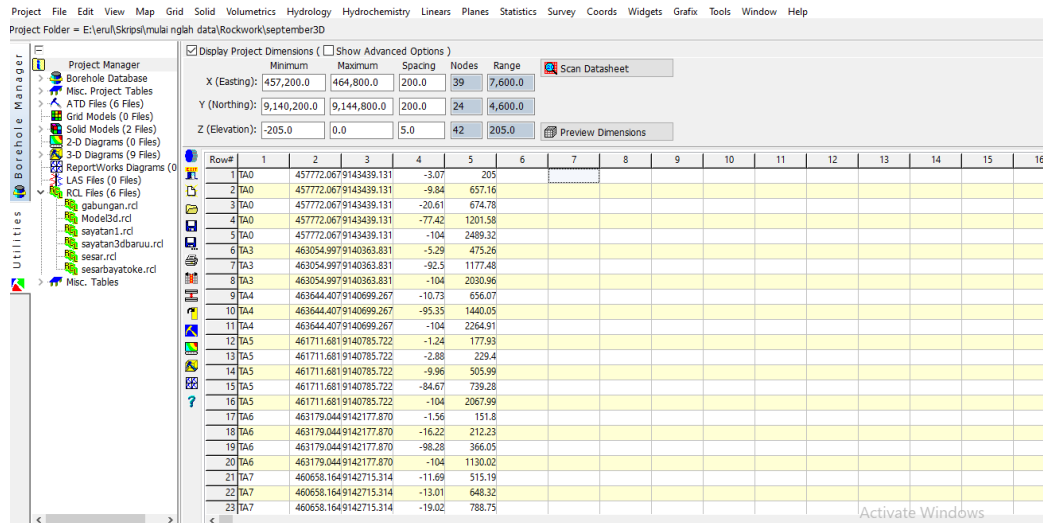 Project File Edit View Map Grid Solid Volumetrics Hydrology Hydrochemistry Linears Planes Statistics Survey Coords Widgets Grafix Tools Window Help
Project Folder = E:\erul\Skripsi\mulai nglah data\Rockwork\september3D
Borehole Manager
Utilities
Project Manager
Borehole Database
Misc. Project Tables
ATD Files (6 Files)
Grid Models (0 Files)
Solid Models (2 Files)
2-D Diagrams (0 Files)
3-D Diagrams (9 Files)
ReportWorks Diagrams (0
LAS Files (0 Files)
RCL Files (6 Files)
gabungan.rcl
Model3d.rcl
sayatan1.rcl
sayatan3dbaruu.rcl
sesar.rcl
sesarbayatoke.rcl
Misc. Tables
Display Project Dimensions ( Show Advanced Options )
Minimum Maximum Spacing Nodes Range
X (Easting): 457,200.0 464,800.0 200.0 39 7,600.0
Y (Northing): 9,140,200.0 9,144,800.0 200.0 24 4,600.0
Z (Elevation): -205.0 0.0 5.0 42 205.0
Scan Datasheet
Preview Dimensions
Row# 1 2 3 4 5 6 7 8 9 10 11 12 13 14 15 16
1 TA0 457772.067 9143439.131 -3.07 205
2 TA0 457772.067 9143439.131 -9.84 657.16
3 TA0 457772.067 9143439.131 -20.61 674.78
4 TA0 457772.067 9143439.131 -77.42 1201.58
5 TA0 457772.067 9143439.131 -104 2489.32
6 TA3 463054.997 9140363.831 -5.29 475.26
7 TA3 463054.997 9140363.831 -92.5 1177.48
8 TA3 463054.997 9140363.831 -104 2030.96
9 TA4 463644.407 9140699.267 -10.73 656.07
10 TA4 463644.407 9140699.267 -95.35 1440.05
11 TA4 463644.407 9140699.267 -104 2264.91
12 TA5 461711.681 9140785.722 -1.24 177.93
13 TA5 461711.681 9140785.722 -2.88 229.4
14 TA5 461711.681 9140785.722 -9.96 505.99
15 TA5 461711.681 9140785.722 -84.67 739.28
16 TA5 461711.681 9140785.722 -104 2067.99
17 TA6 463179.044 9142177.870 -1.56 151.8
18 TA6 463179.044 9142177.870 -16.22 212.23
19 TA6 463179.044 9142177.870 -98.28 366.05
20 TA6 463179.044 9142177.870 -104 1130.02
21 TA7 460658.164 9142715.314 -11.69 515.19
22 TA7 460658.164 9142715.314 -13.01 648.32
23 TA7 460658.164 9142715.314 -19.02 788.75
Activate Windows